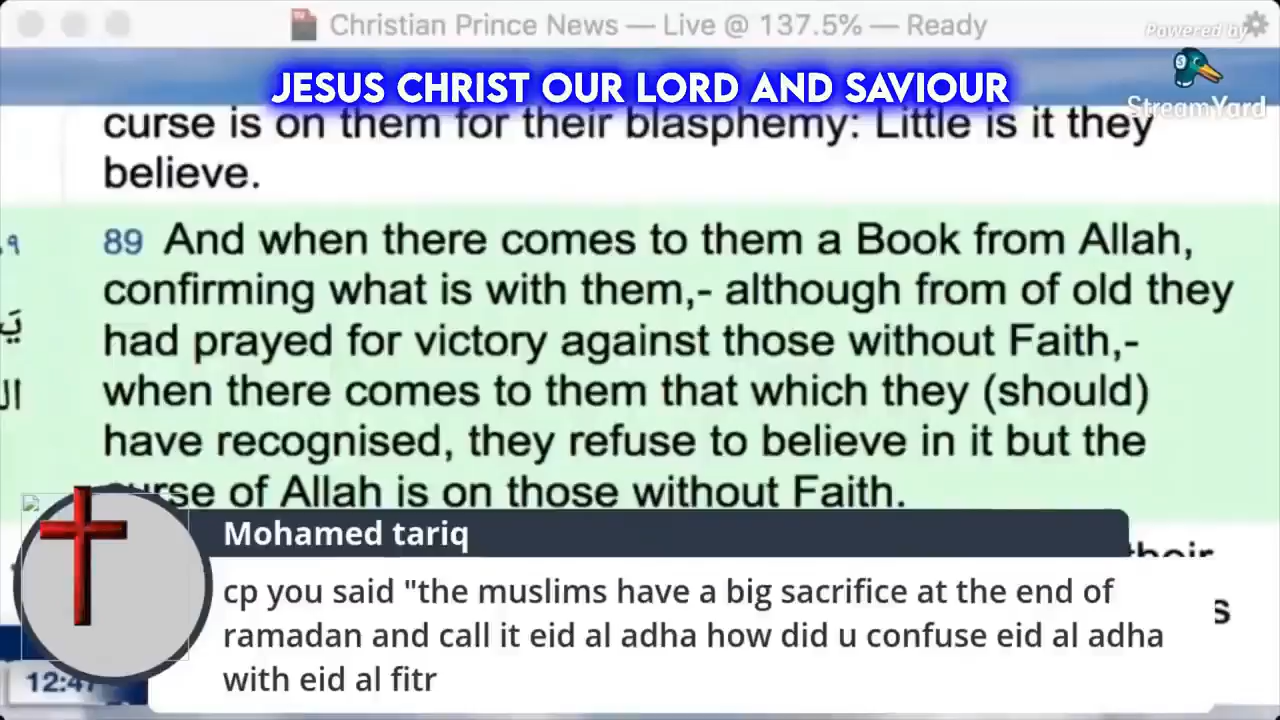 Christian Prince News — Live @ 137.5% — Ready
Powered by
StreamYard
JESUS CHRIST OUR LORD AND SAVIOUR
curse is on them for their blasphemy: Little is it they
believe.
89 And when there comes to them a Book from Allah,
confirming what is with them,- although from of old they
had prayed for victory against those without Faith,-
when there comes to them that which they (should)
have recognised, they refuse to believe in it but the
curse of Allah is on those without Faith.
Mohamed tariq
cp you said "the muslims have a big sacrifice at the end of
ramadan and call it eid al adha how did u confuse eid al adha
with eid al fitr